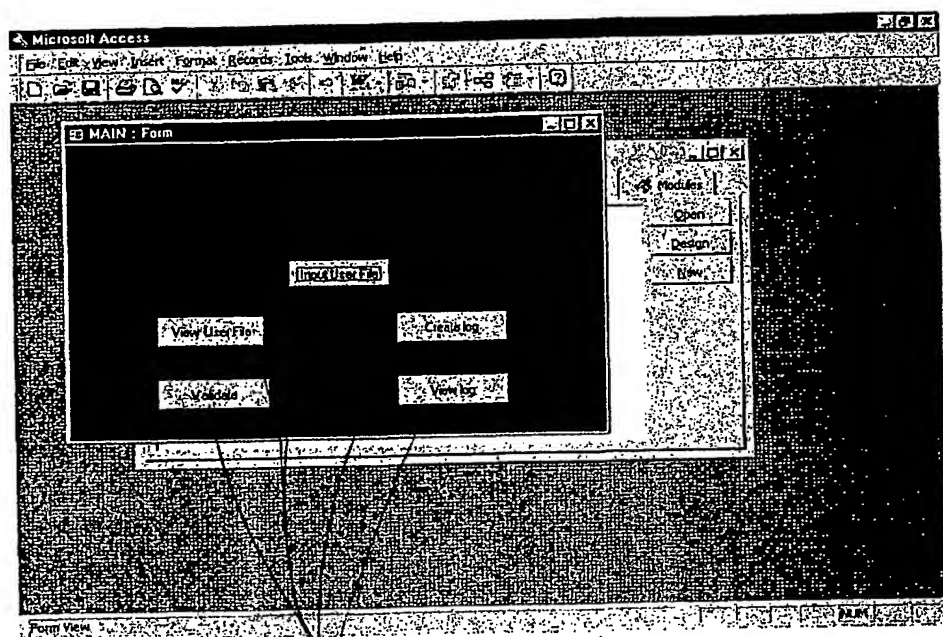 Microsoft Access
File Edit View Insert Format Records Tools Window Help
MAIN : Form
Modules
Open
Design
New
Input User File
View User File
Create log
Validate
View log
Form View
NUM